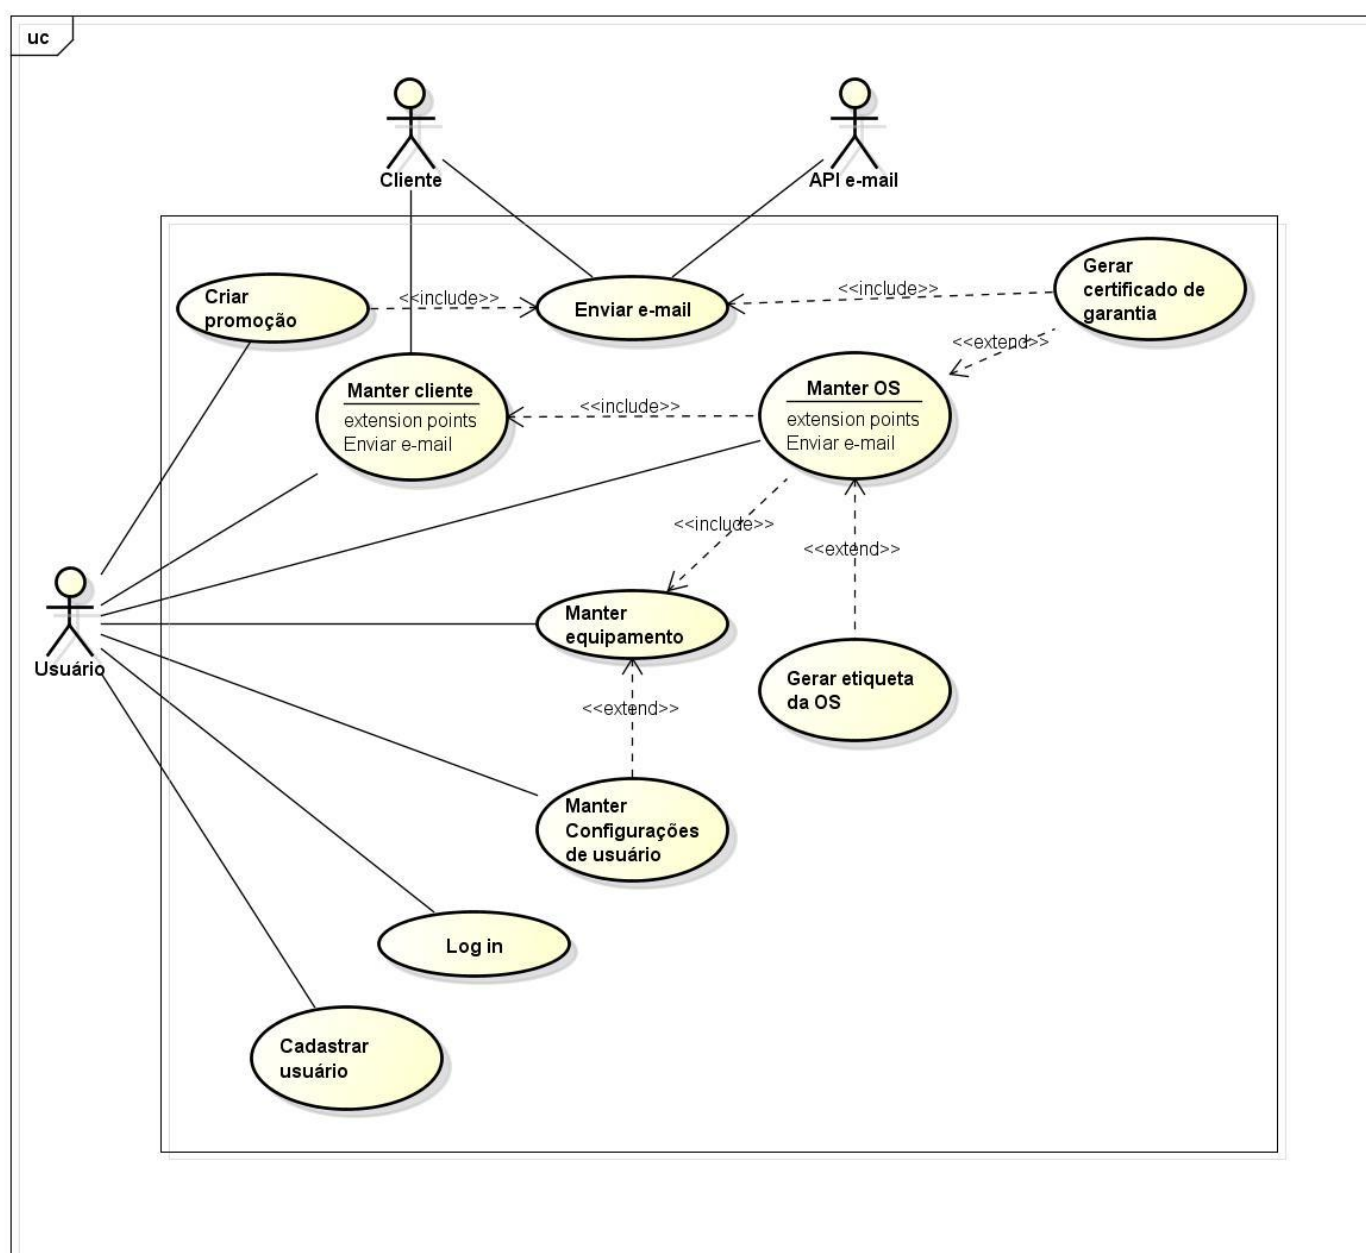 uc
Cliente
API e-mail
Criar
promoção
<<include>>
Enviar e-mail
<<include>>
Gerar
certificado de
garantia
<<extend>>
Manter cliente
extension points
Enviar e-mail
<<include>>
Manter OS
extension points
Enviar e-mail
<<include>>
<<extend>>
Usuário
Manter
equipamento
Gerar etiqueta
da OS
<<extend>>
Manter
Configurações
de usuário
Log in
Cadastrar
usuário